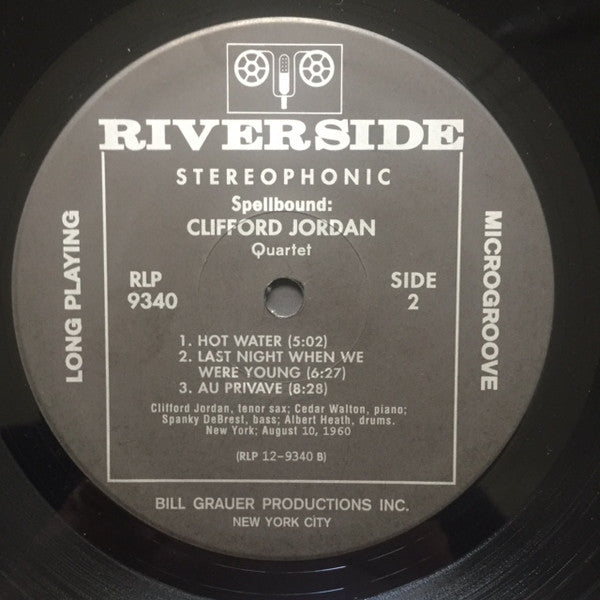 RIVERSIDE
STEREOPHONIC
Spellbound:
CLIFFORD JORDAN
Quartet
LONG PLAYING
MICROGROOVE
RLP
9340
SIDE
2
1. HOT WATER (5:02)
2. LAST NIGHT WHEN WE
WERE YOUNG (6:27)
3. AU PRIVAVE (8:28)
Clifford Jordan, tenor sax; Cedar Walton, piano;
Spanky DeBrest, bass; Albert Heath, drums.
New York; August 10, 1960
(RLP 12-9340 B)
BILL GRAUER PRODUCTIONS INC.
NEW YORK CITY